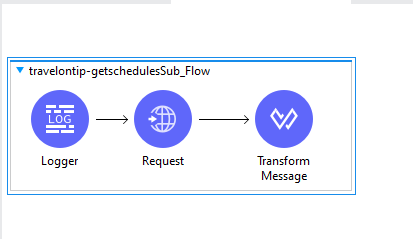 travelontip-getschedulesSub_Flow
LOG
Logger
Request
Transform
Message